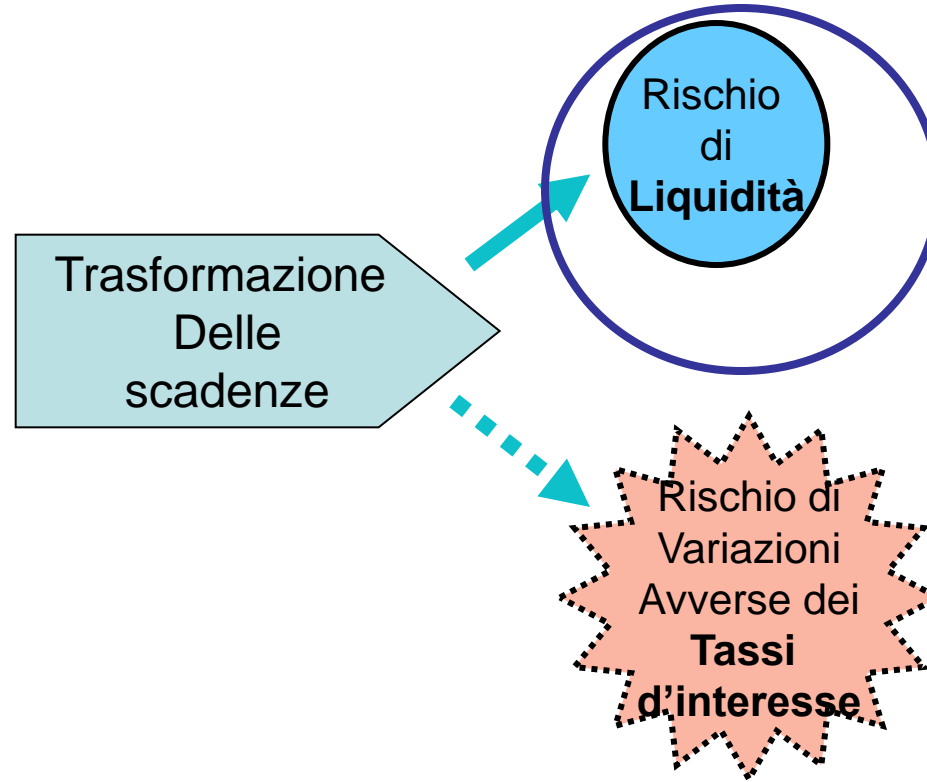 Trasformazione
Delle
scadenze
Rischio
di
Liquidità
Rischio di
Variazioni
Avverse dei
Tassi
d’interesse